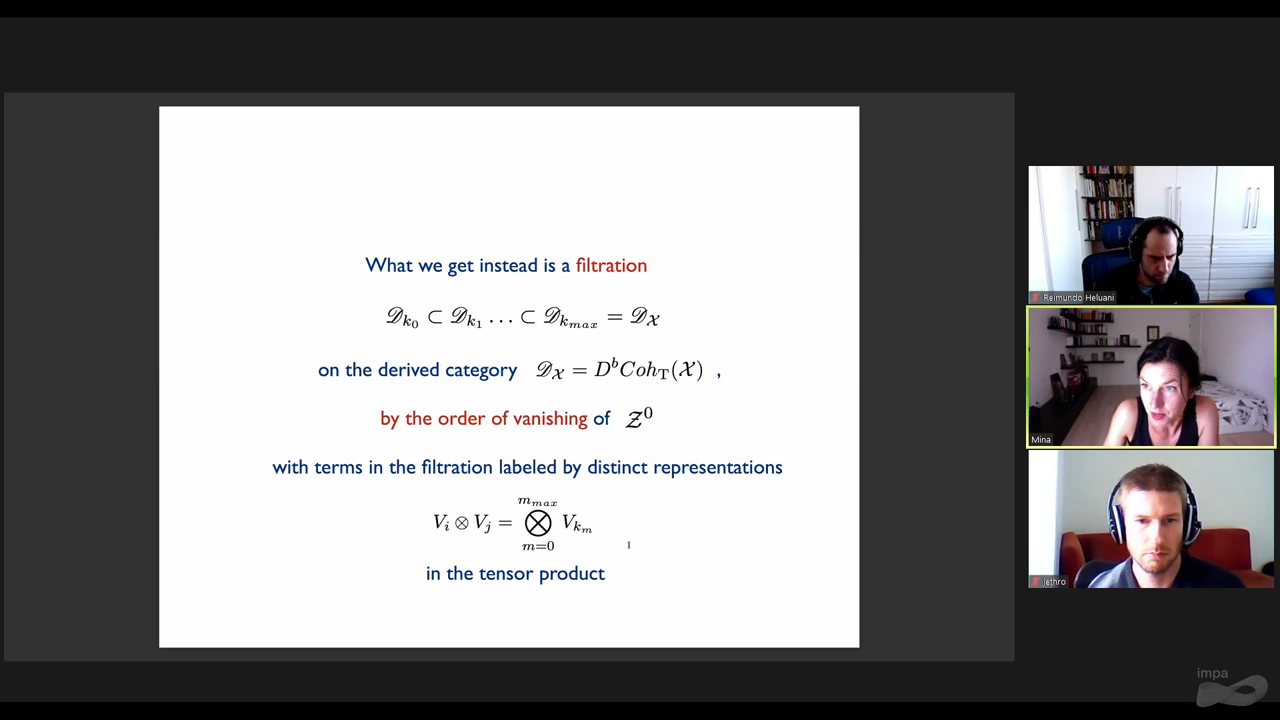 What we get instead is a filtration
𝒟_{k_0} ⊂ 𝒟_{k_1} … ⊂ 𝒟_{k_{max}} = 𝒟_𝒳
on the derived category 𝒟_𝒳 = D^b Coh_T(𝒳) ,
by the order of vanishing of 𝒵^0
with terms in the filtration labeled by distinct representations
V_i ⊗ V_j = ⨂_{m=0}^{m_{max}} V_{k_m}
in the tensor product
Reimundo Heluani
Mina
jethro
impa